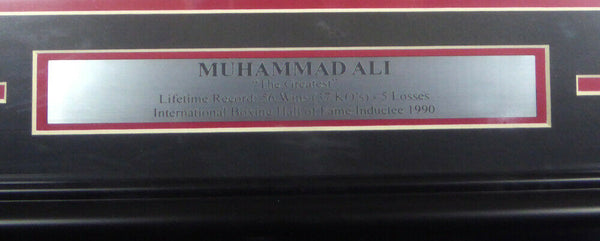 MUHAMMAD ALI
"The Greatest"
Lifetime Record: 56 Wins (37 KO's) - 5 Losses
International Boxing Hall of Fame Inductee 1990